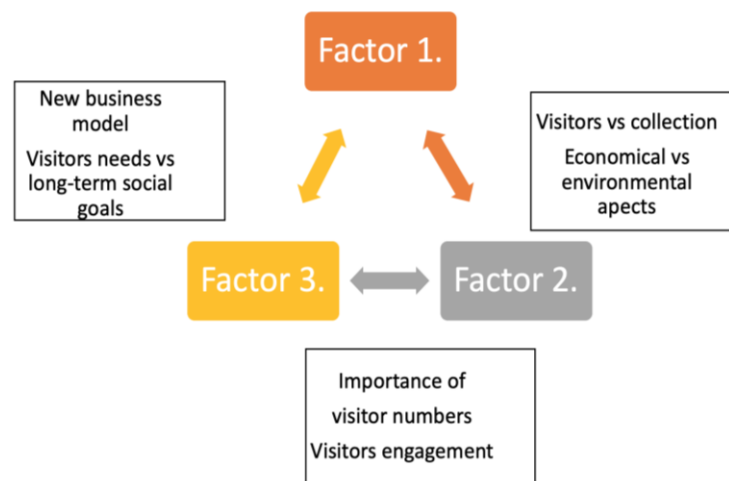 Factor 1.
New business
model
Visitors needs vs
long-term social
goals
Visitors vs collection
Economical vs
environmental
apects
Factor 3.
Factor 2.
Importance of
visitor numbers
Visitors engagement